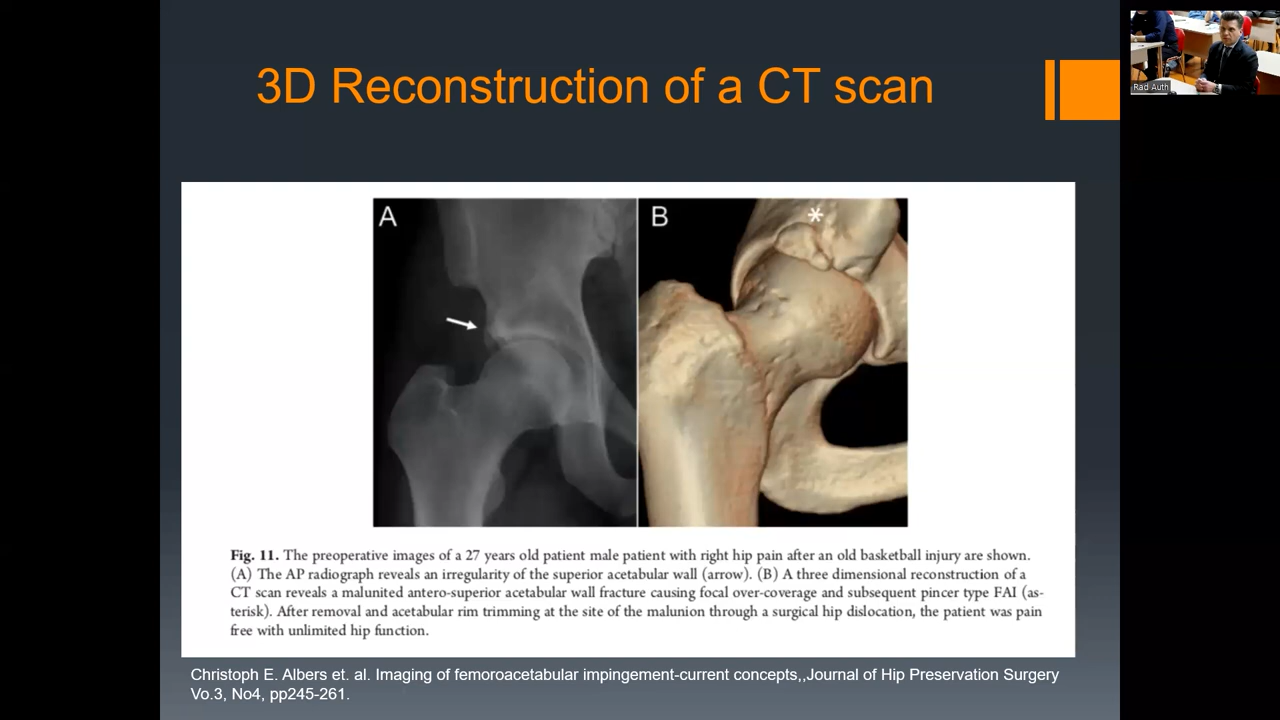 3D Reconstruction of a CT scan
Rad Auth
A
B
*
Fig. 11. The preoperative images of a 27 years old patient male patient with right hip pain after an old basketball injury are shown.
(A) The AP radiograph reveals an irregularity of the superior acetabular wall (arrow). (B) A three dimensional reconstruction of a
CT scan reveals a malunited antero-superior acetabular wall fracture causing focal over-coverage and subsequent pincer type FAI (as-
terisk). After removal and acetabular rim trimming at the site of the malunion through a surgical hip dislocation, the patient was pain
free with unlimited hip function.
Christoph E. Albers et. al. Imaging of femoroacetabular impingement-current concepts,,Journal of Hip Preservation Surgery
Vo.3, No4, pp245-261.